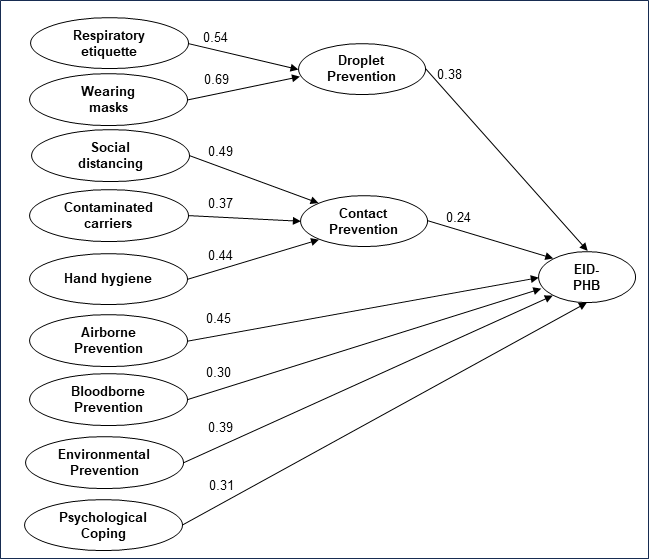 Respiratory
etiquette
0.54
Droplet
Prevention
0.38
Wearing
masks
0.69
Social
distancing
0.49
Contaminated
carriers
0.37
Contact
Prevention
0.24
Hand hygiene
0.44
EID-
PHB
Airborne
Prevention
0.45
Bloodborne
Prevention
0.30
Environmental
Prevention
0.39
Psychological
Coping
0.31